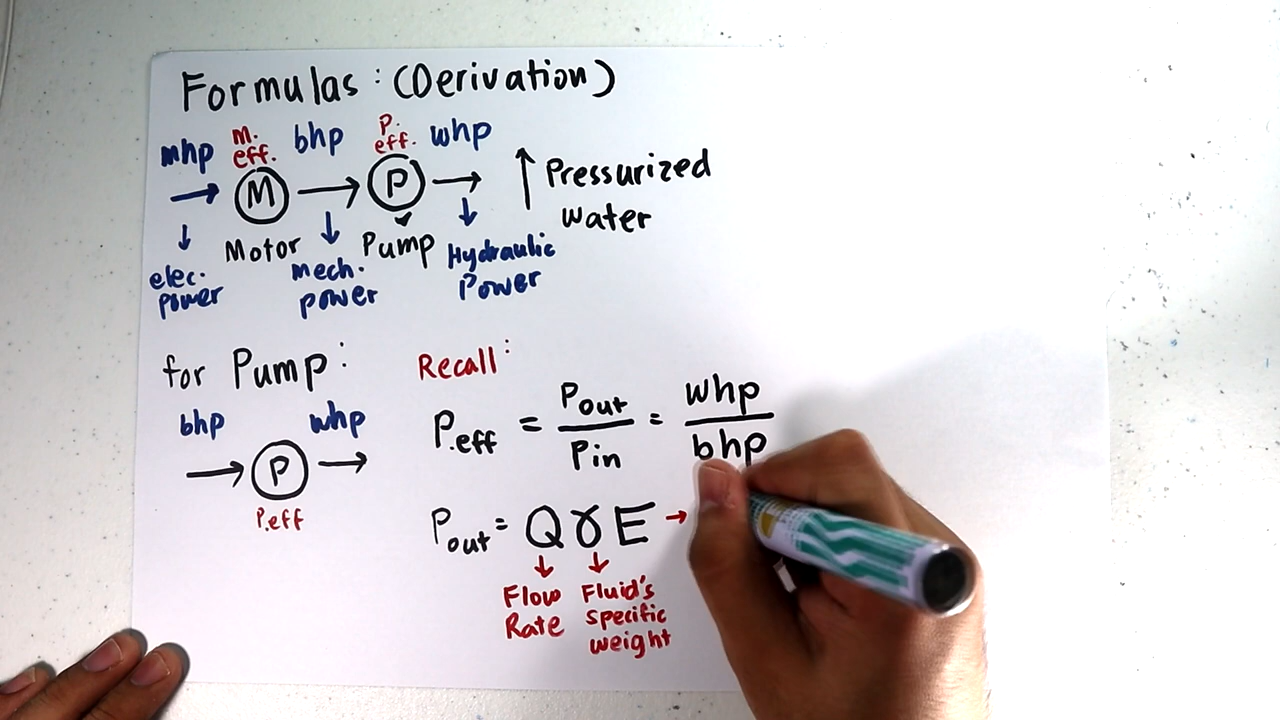 Formulas: (Derivation)
mhp M. eff. bhp P. eff. whp
→ M → P → ↑ Pressurized
water
↓ Motor ↓ Pump ↓ Hydraulic
Power
elec.
power
mech.
power
for Pump:
bhp whp
→ P →
P.eff
Recall:
P.eff = Pout/Pin = whp/bhp
Pout = QγE →
↓ ↓
Flow
Rate
Fluid's
specific
weight